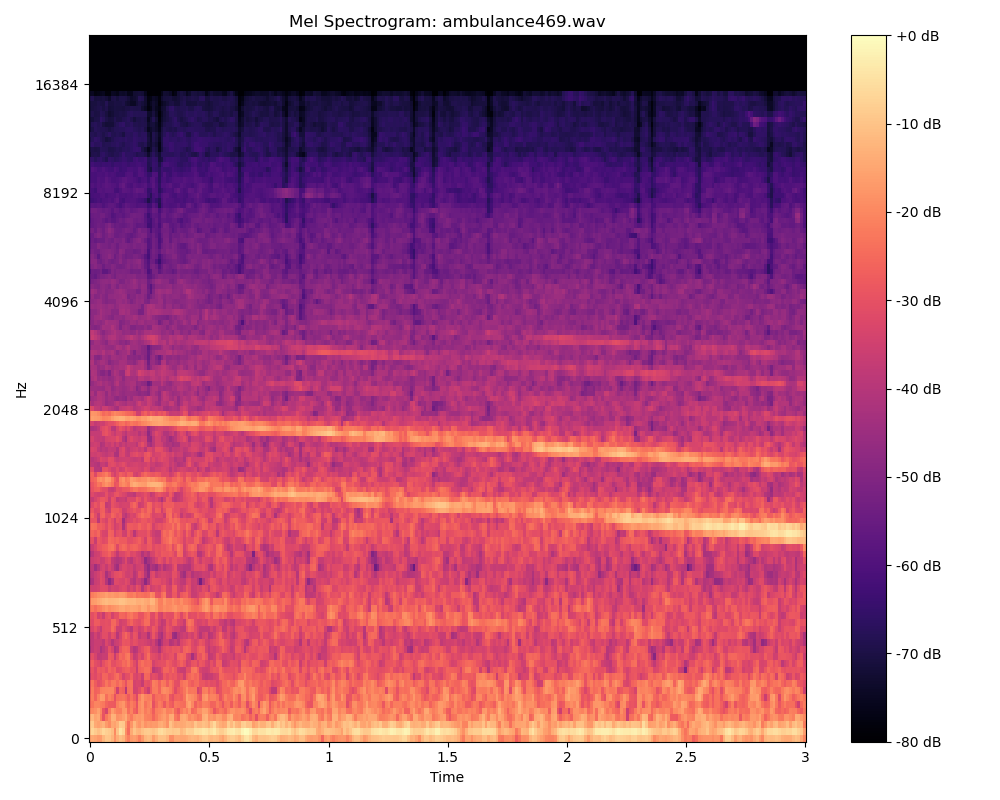 Mel Spectrogram: ambulance469.wav
+0 dB
16384
-10 dB
8192
-20 dB
4096
-30 dB
Hz
-40 dB
2048
-50 dB
1024
-60 dB
512
-70 dB
0
-80 dB
0 0.5 1 1.5 2 2.5 3
Time